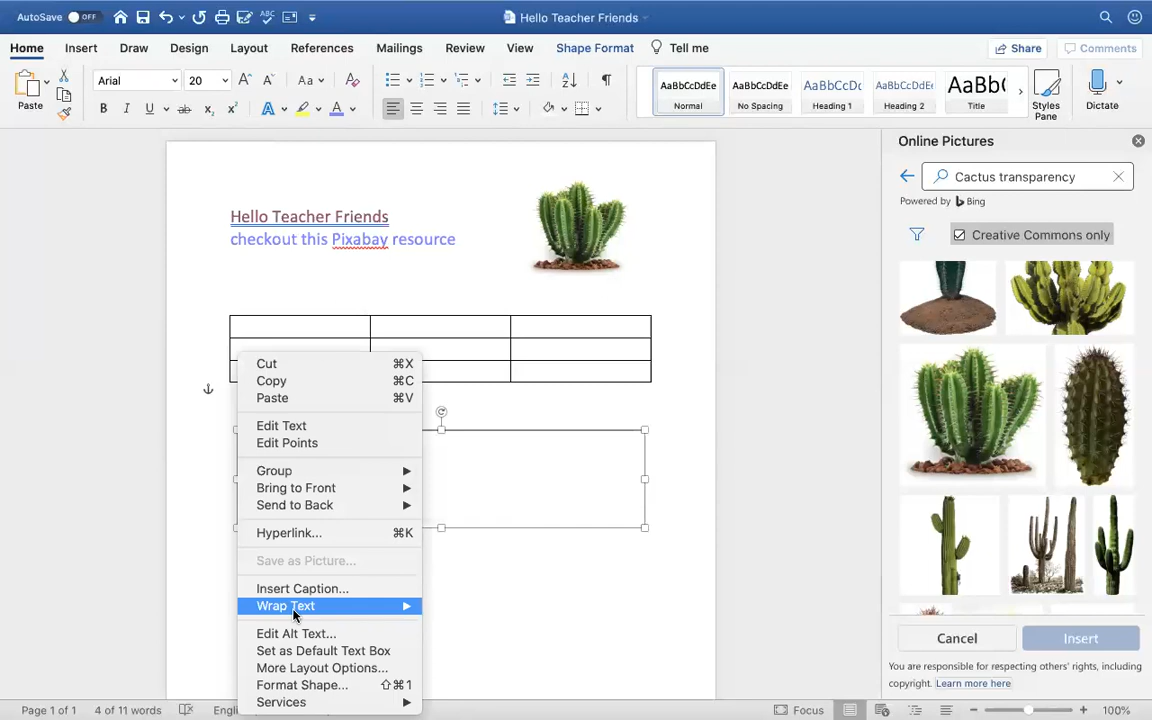 AutoSave OFF
Hello Teacher Friends
Home Insert Draw Design Layout References Mailings Review View Shape Format Tell me Share Comments
Paste
Arial 20
Aa
B I U ab x₂ x² A A
AaBbCcDdEe AaBbCcDdEe AaBbCcDc AaBbCcDdEe AaBbC
Normal No Spacing Heading 1 Heading 2 Title
Styles Pane
Dictate
Hello Teacher Friends
checkout this Pixabay resource
Cut ⌘X
Copy ⌘C
Paste ⌘V
Edit Text
Edit Points
Group
Bring to Front
Send to Back
Hyperlink... ⌘K
Save as Picture...
Insert Caption...
Wrap Text
Edit Alt Text...
Set as Default Text Box
More Layout Options...
Format Shape... ⇧⌘1
Services
Online Pictures
Cactus transparency
Powered by Bing
Creative Commons only
Cancel Insert
You are responsible for respecting others' rights, including
copyright. Learn more here
Page 1 of 1 4 of 11 words Engli Focus 100%